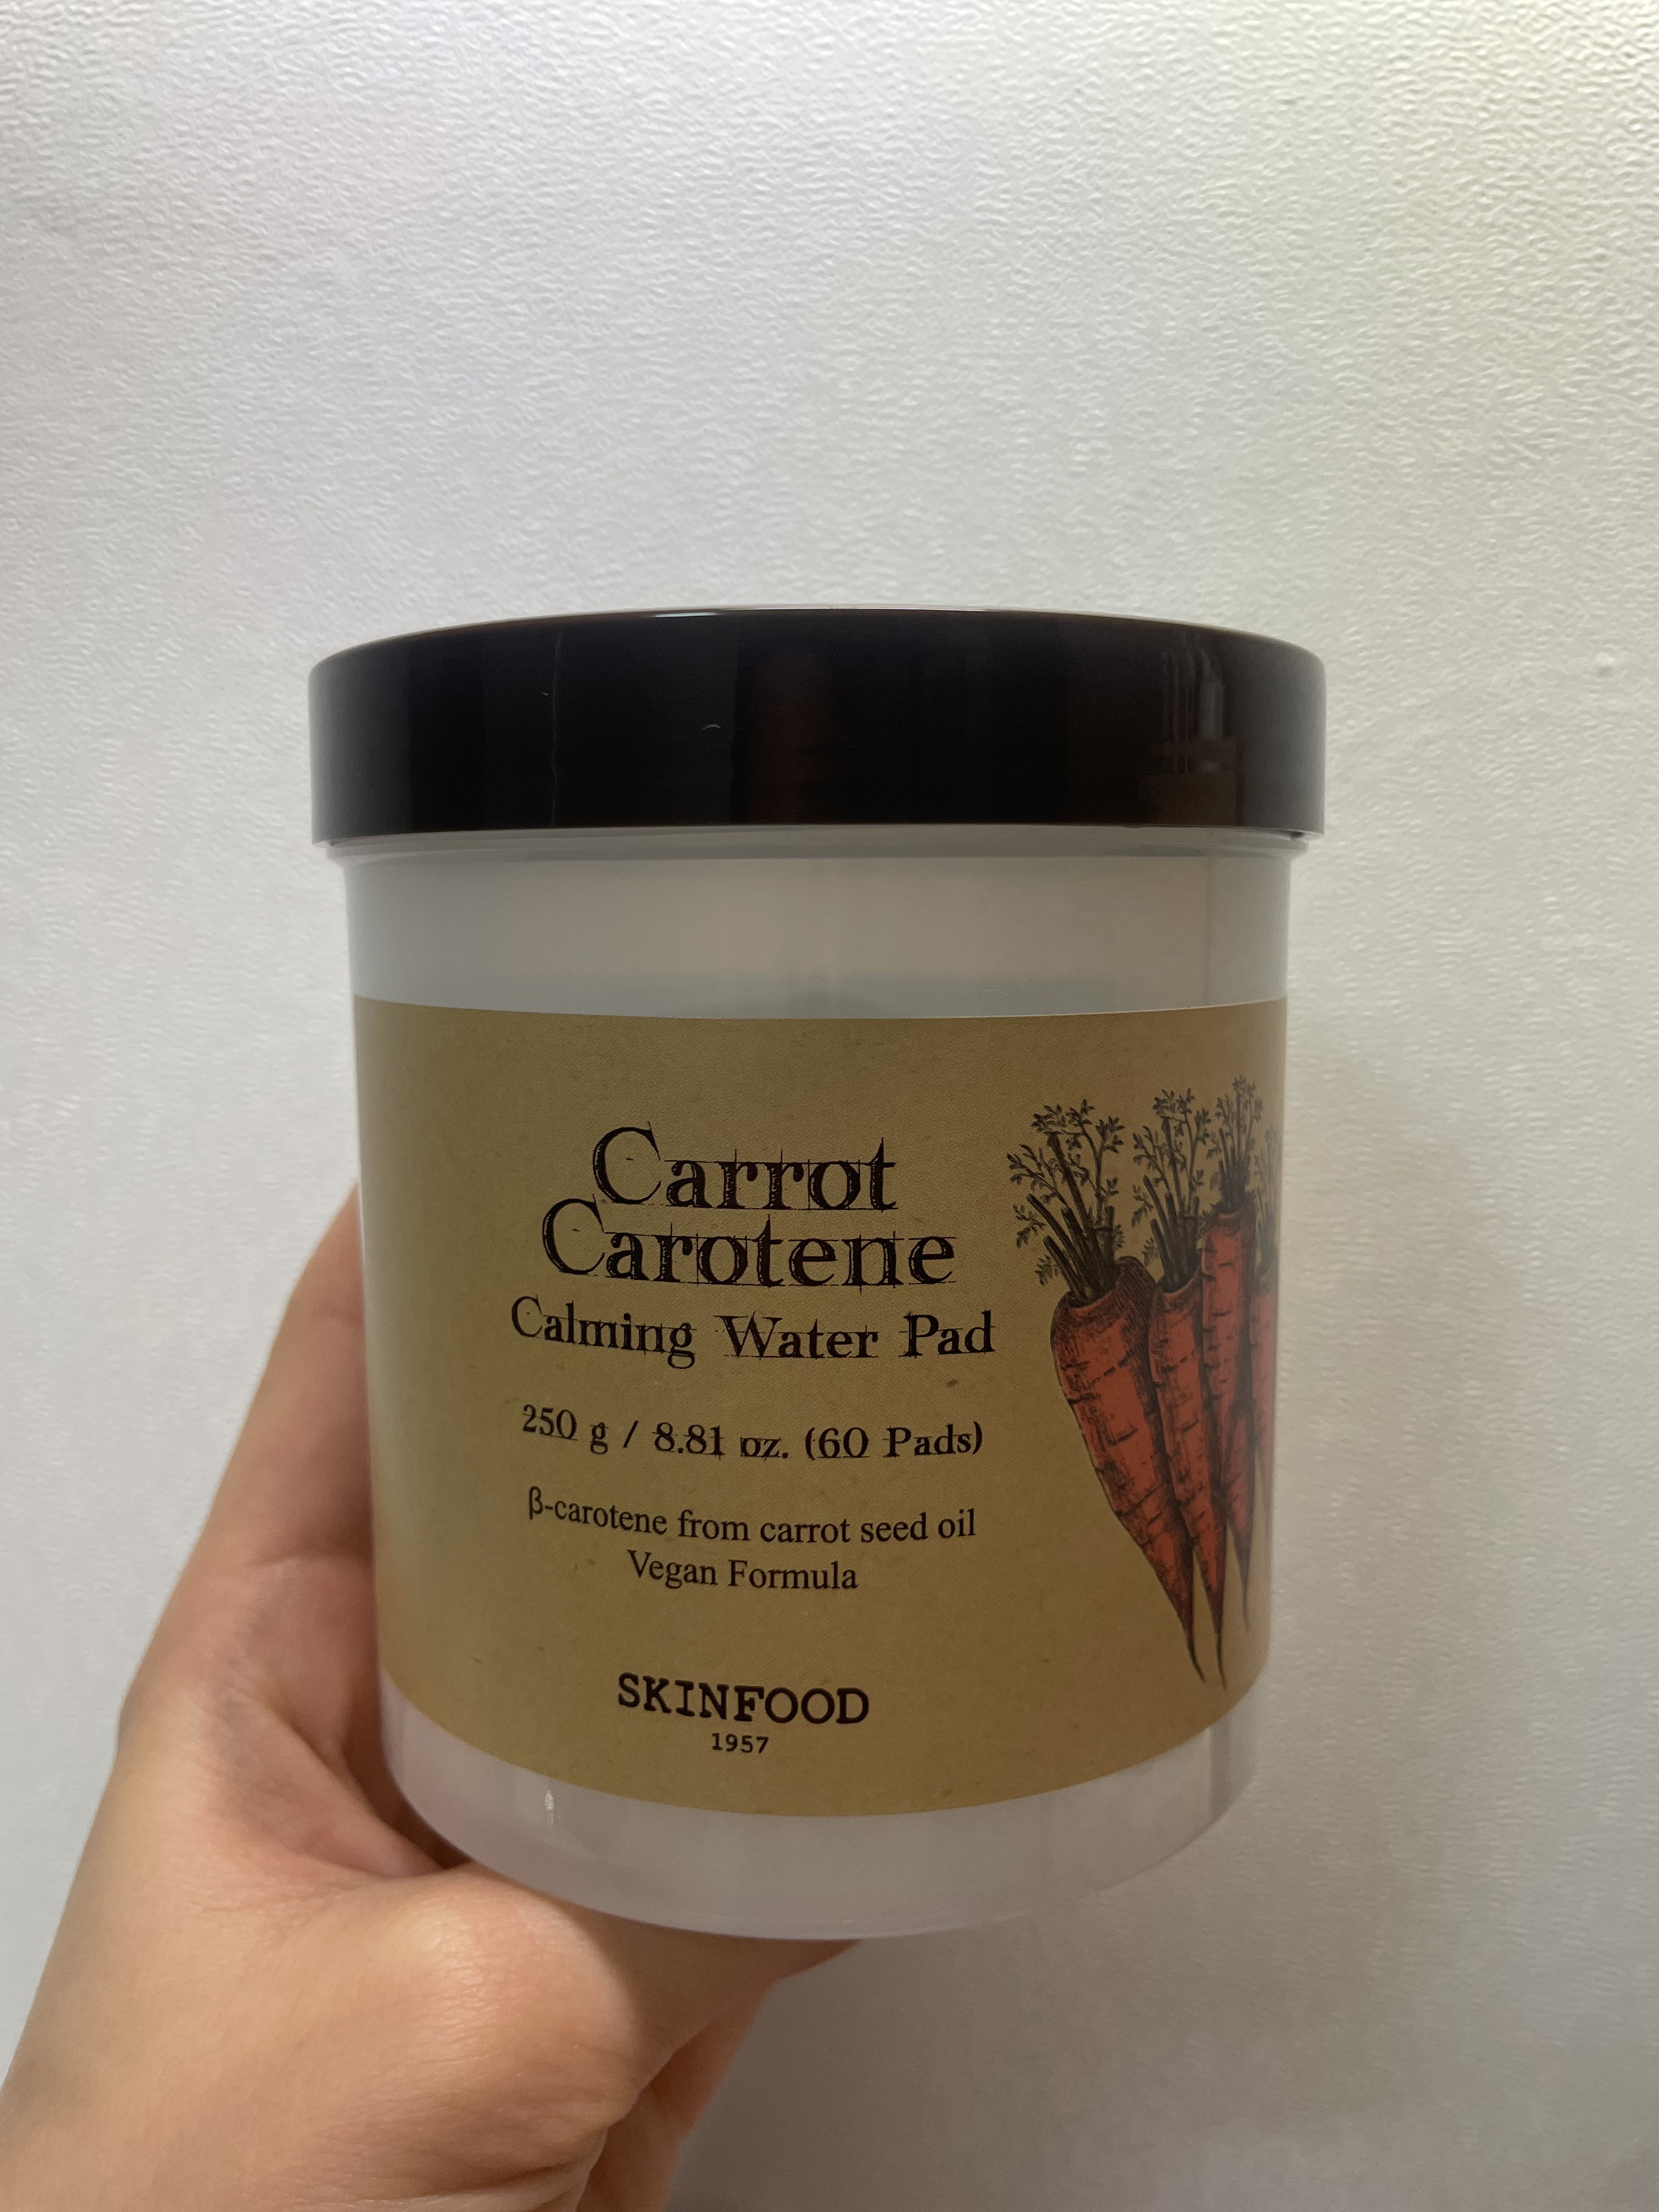 Carrot
Carotene
Calming Water Pad
250 g / 8.81 oz. (60 Pads)
β-carotene from carrot seed oil
Vegan Formula
SKINFOOD
1957